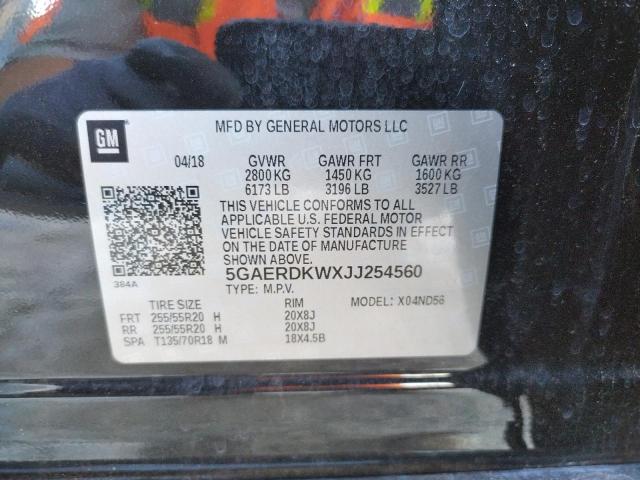 GM
MFD BY GENERAL MOTORS LLC
04/18 GVWR GAWR FRT GAWR RR
2800 KG 1450 KG 1600 KG
6173 LB 3196 LB 3527 LB
THIS VEHICLE CONFORMS TO ALL
APPLICABLE U.S. FEDERAL MOTOR
VEHICLE SAFETY STANDARDS IN EFFECT
ON THE DATE OF MANUFACTURE
SHOWN ABOVE.
384A
5GAERDKWXJJ254560
TYPE: M.P.V. MODEL: X04ND56
TIRE SIZE RIM
FRT 255/55R20 H 20X8J
RR 255/55R20 H 20X8J
SPA T135/70R18 M 18X4.5B